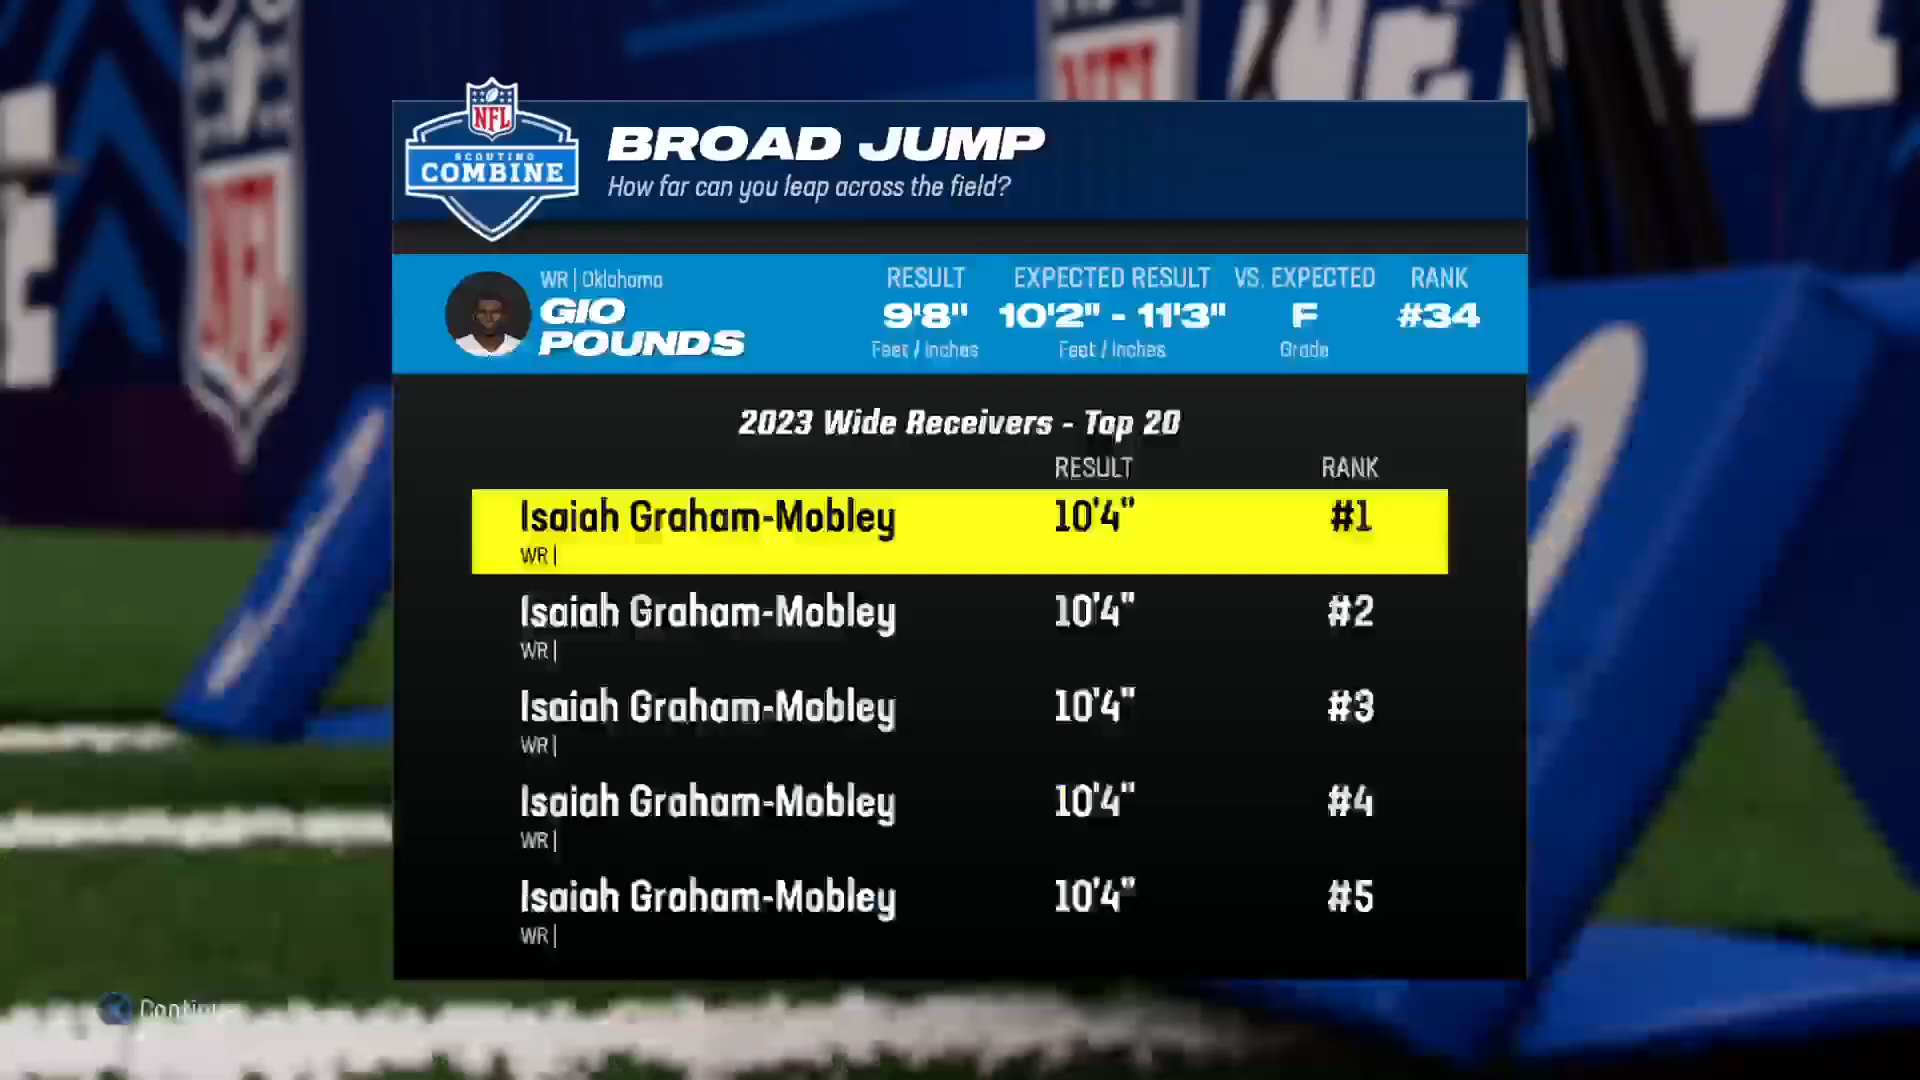 NFL
SCOUTING
COMBINE
BROAD JUMP
How far can you leap across the field?
WR | Oklahoma
GIO
POUNDS
RESULT
9'8"
Feet / Inches
EXPECTED RESULT
10'2" - 11'3"
Feet / Inches
VS. EXPECTED
F
Grade
RANK
#34
2023 Wide Receivers - Top 20
RESULT RANK
Isaiah Graham-Mobley 10'4" #1
WR |
Isaiah Graham-Mobley 10'4" #2
WR |
Isaiah Graham-Mobley 10'4" #3
WR |
Isaiah Graham-Mobley 10'4" #4
WR |
Isaiah Graham-Mobley 10'4" #5
WR |
Continue
NFL
NFL